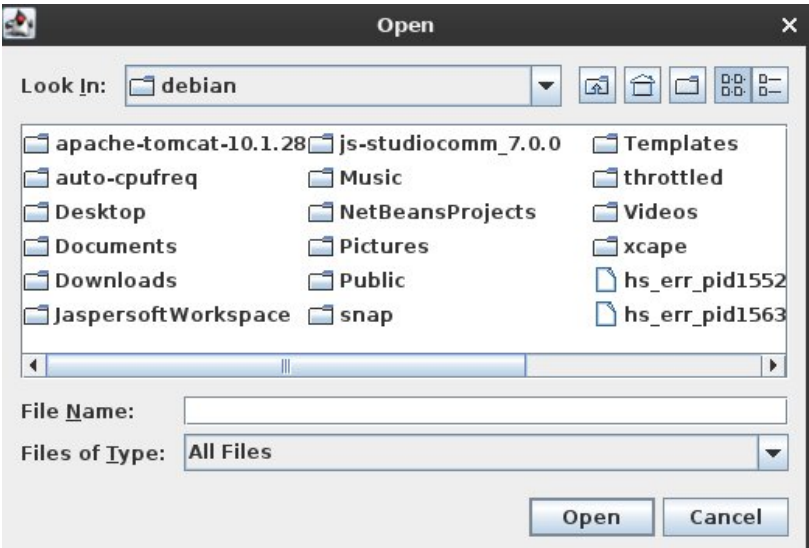 Open
Look In: debian
apache-tomcat-10.1.28 js-studiocomm_7.0.0 Templates
auto-cpufreq Music throttled
Desktop NetBeansProjects Videos
Documents Pictures xcape
Downloads Public hs_err_pid1552
JaspersoftWorkspace snap hs_err_pid1563
File Name:
Files of Type: All Files
Open Cancel